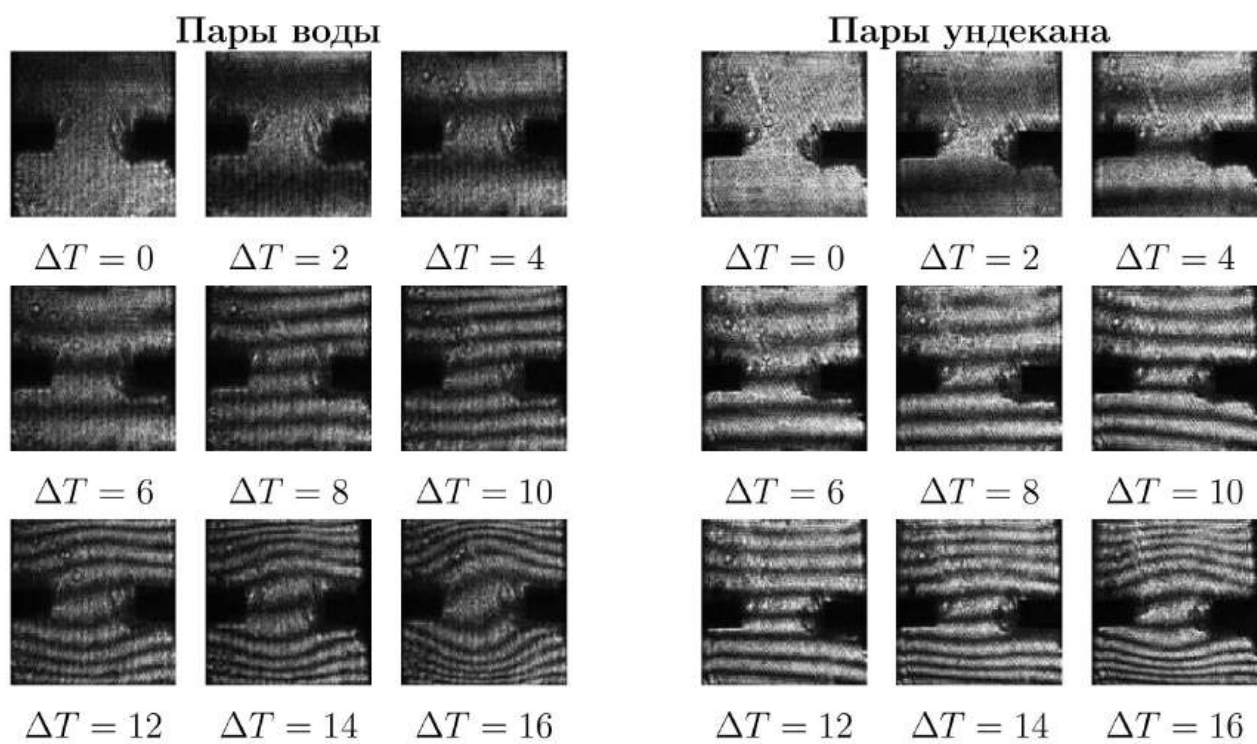 Пары воды
Пары ундекана
ΔT = 0
ΔT = 2
ΔT = 4
ΔT = 0
ΔT = 2
ΔT = 4
ΔT = 6
ΔT = 8
ΔT = 10
ΔT = 6
ΔT = 8
ΔT = 10
ΔT = 12
ΔT = 14
ΔT = 16
ΔT = 12
ΔT = 14
ΔT = 16